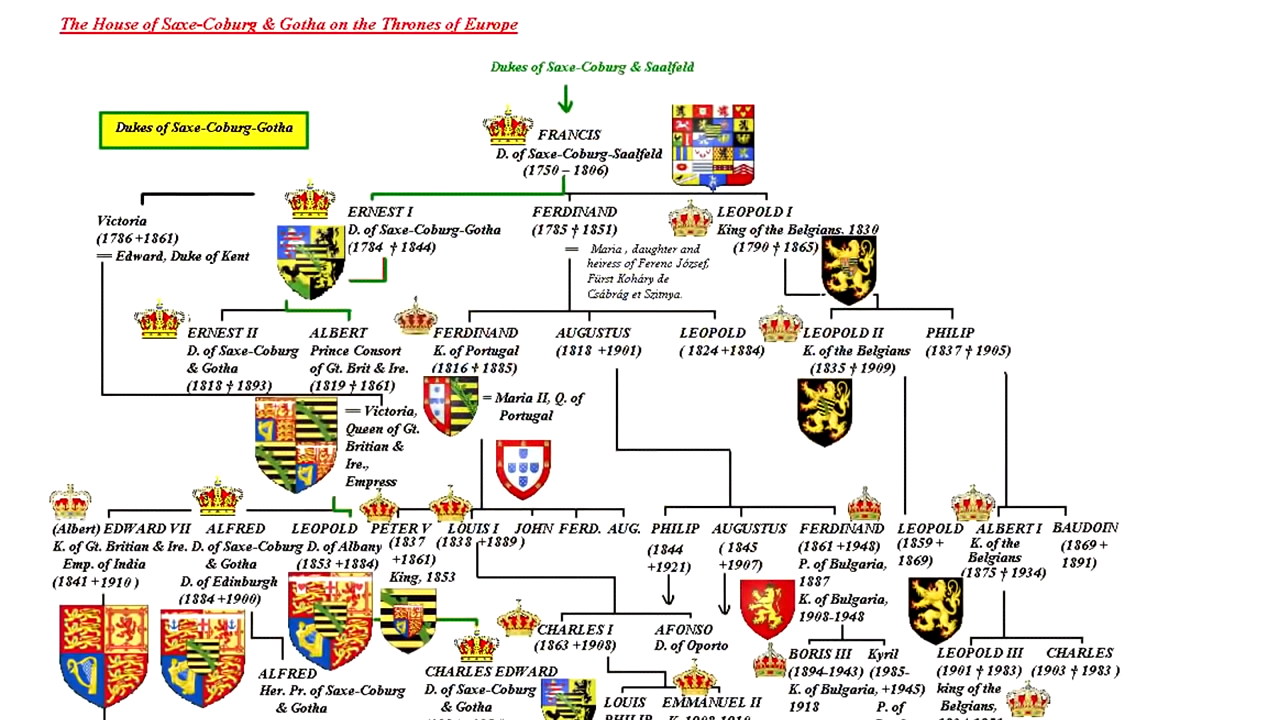 The House of Saxe-Coburg & Gotha on the Thrones of Europe
Dukes of Saxe-Coburg & Saalfeld
Dukes of Saxe-Coburg-Gotha
FRANCIS
D. of Saxe-Coburg-Saalfeld
(1750 – 1806)
Victoria
(1786 +1861)
= Edward, Duke of Kent
ERNEST I
D. of Saxe-Coburg-Gotha
(1784 † 1844)
FERDINAND
(1785 † 1851)
= Maria , daughter and
heiress of Ferenc József,
Fürst Koháry de
Csábrág et Szitnya.
LEOPOLD I
King of the Belgians. 1830
(1790 † 1865)
ERNEST II
D. of Saxe-Coburg
& Gotha
(1818 † 1893)
ALBERT
Prince Consort
of Gt. Brit & Ire.
(1819 † 1861)
= Victoria,
Queen of Gt.
Britian &
Ire.,
Empress
FERDINAND
K. of Portugal
(1816 † 1885)
= Maria II, Q. of
Portugal
AUGUSTUS
(1818 +1901)
LEOPOLD
( 1824 +1884)
LEOPOLD II
K. of the Belgians
(1835 † 1909)
PHILIP
(1837 † 1905)
(Albert) EDWARD VII
K. of Gt. Britian & Ire.
Emp. of India
(1841 +1910 )
ALFRED
D. of Saxe-Coburg
& Gotha
D. of Edinburgh
(1884 +1900)
LEOPOLD
D. of Albany
(1853 +1884)
PETER V
(1837
+1861)
King, 1853
LOUIS I
(1838 +1889 )
JOHN
FERD.
AUG.
PHILIP
(1844
+1921)
AUGUSTUS
( 1845
+1907)
FERDINAND
(1861 +1948)
P. of Bulgaria,
1887
K. of Bulgaria,
1908-1948
LEOPOLD
(1859 +
1869)
ALBERT I
K. of the
Belgians
(1875 † 1934)
BAUDOIN
(1869 +
1891)
ALFRED
Her. Pr. of Saxe-Coburg
& Gotha
CHARLES EDWARD
D. of Saxe-Coburg
& Gotha
CHARLES I
(1863 +1908)
AFONSO
D. of Oporto
LOUIS
PHILIP
EMMANUEL II
K. 1908-1910
BORIS III
(1894-1943)
K. of Bulgaria,
1918
Kyril
(1985-
+1945)
P. of
LEOPOLD III
(1901 † 1983)
king of the
Belgians,
CHARLES
(1903 † 1983 )